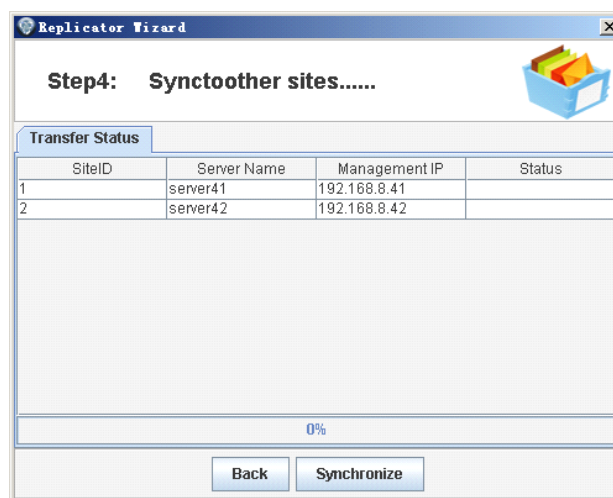 Replicator Wizard
Step4: Synctoother sites......
Transfer Status
SiteID Server Name Management IP Status
1 server41 192.168.8.41
2 server42 192.168.8.42
0%
Back Synchronize